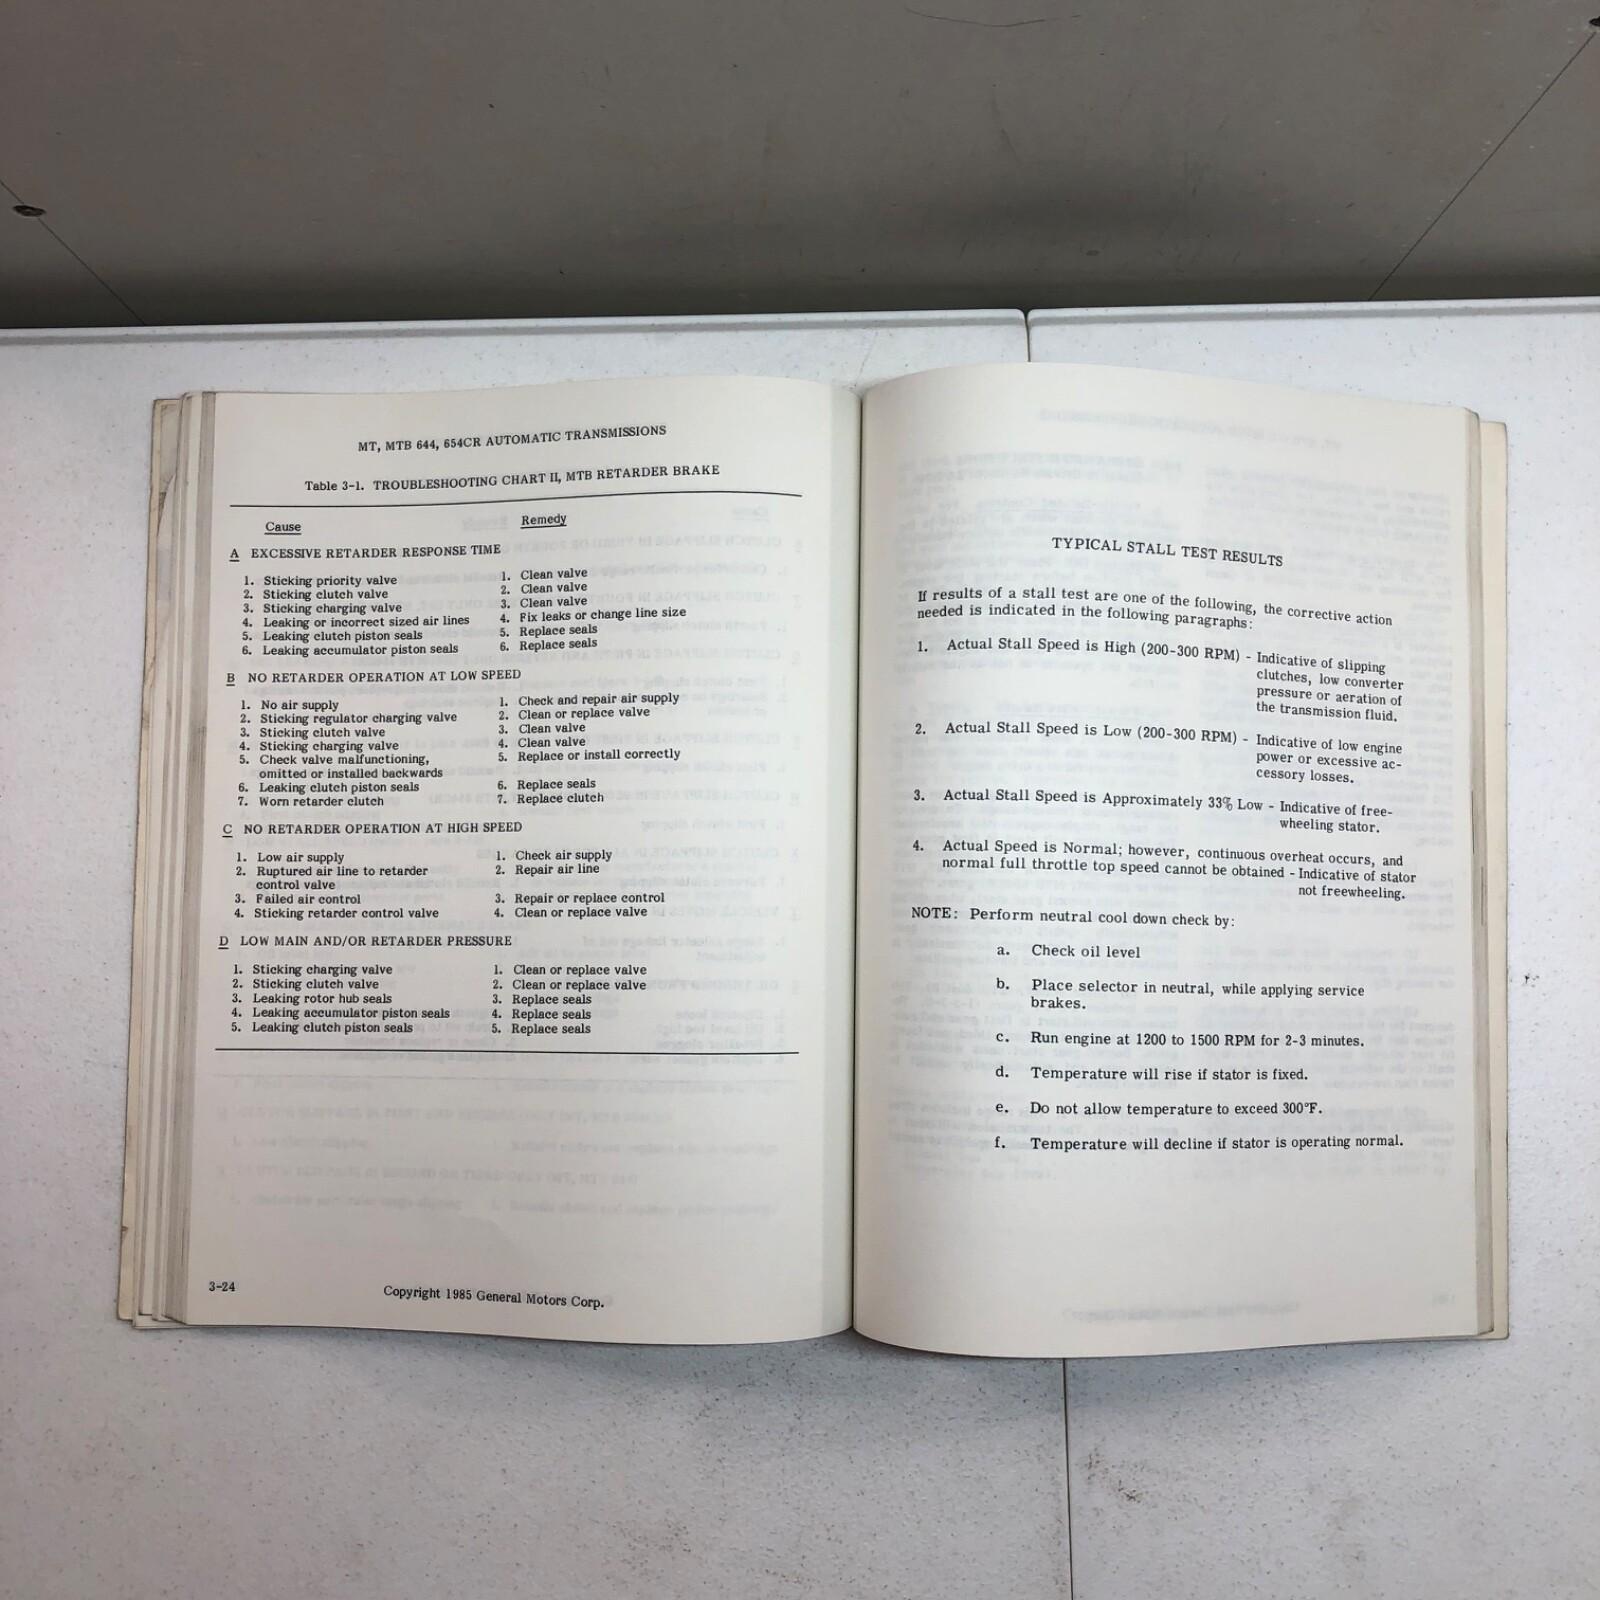 MT, MTB 644, 654CR AUTOMATIC TRANSMISSIONS
Table 3-1. TROUBLESHOOTING CHART II, MTB RETARDER BRAKE
Cause Remedy
A EXCESSIVE RETARDER RESPONSE TIME
1. Sticking priority valve 1. Clean valve
2. Sticking clutch valve 2. Clean valve
3. Sticking charging valve 3. Clean valve
4. Leaking or incorrect sized air lines 4. Fix leaks or change line size
5. Leaking clutch piston seals 5. Replace seals
6. Leaking accumulator piston seals 6. Replace seals
B NO RETARDER OPERATION AT LOW SPEED
1. No air supply 1. Check and repair air supply
2. Sticking regulator charging valve 2. Clean or replace valve
3. Sticking clutch valve 3. Clean valve
4. Sticking charging valve 4. Clean valve
5. Check valve malfunctioning, 5. Replace or install correctly
omitted or installed backwards
6. Leaking clutch piston seals 6. Replace seals
7. Worn retarder clutch 7. Replace clutch
C NO RETARDER OPERATION AT HIGH SPEED
1. Low air supply 1. Check air supply
2. Ruptured air line to retarder 2. Repair air line
control valve
3. Failed air control 3. Repair or replace control
4. Sticking retarder control valve 4. Clean or replace valve
D LOW MAIN AND/OR RETARDER PRESSURE
1. Sticking charging valve 1. Clean or replace valve
2. Sticking clutch valve 2. Clean or replace valve
3. Leaking rotor hub seals 3. Replace seals
4. Leaking accumulator piston seals 4. Replace seals
5. Leaking clutch piston seals 5. Replace seals
3-24
Copyright 1985 General Motors Corp.
TYPICAL STALL TEST RESULTS
If results of a stall test are one of the following, the corrective action
needed is indicated in the following paragraphs:
1. Actual Stall Speed is High (200-300 RPM) - Indicative of slipping
clutches, low converter
pressure or aeration of
the transmission fluid.
2. Actual Stall Speed is Low (200-300 RPM) - Indicative of low engine
power or excessive ac-
cessory losses.
3. Actual Stall Speed is Approximately 33% Low - Indicative of free-
wheeling stator.
4. Actual Speed is Normal; however, continuous overheat occurs, and
normal full throttle top speed cannot be obtained - Indicative of stator
not freewheeling.
NOTE: Perform neutral cool down check by:
a. Check oil level
b. Place selector in neutral, while applying service
brakes.
c. Run engine at 1200 to 1500 RPM for 2-3 minutes.
d. Temperature will rise if stator is fixed.
e. Do not allow temperature to exceed 300°F.
f. Temperature will decline if stator is operating normal.